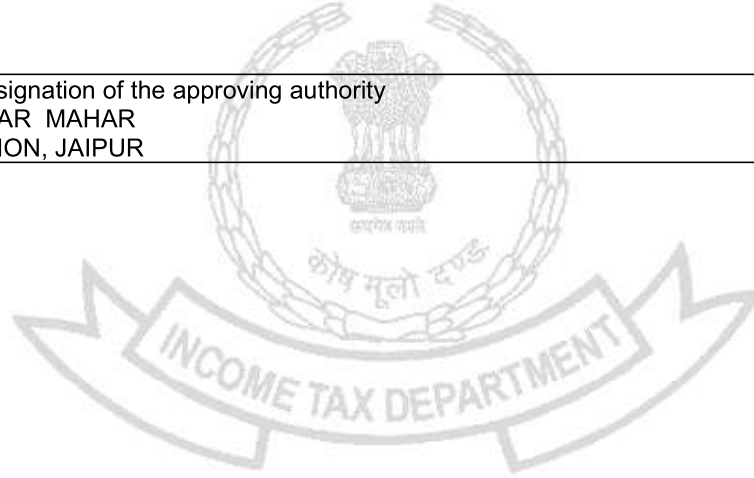 signation of the approving authority
AR MAHAR
ION, JAIPUR
सत्यमेव जयते
कोष मूलो दण्डः
INCOME TAX DEPARTMENT